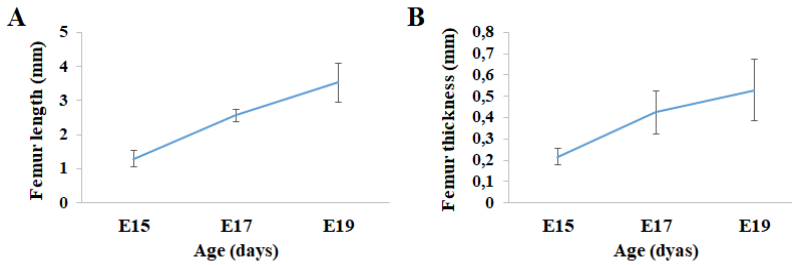 A
Femur length (mm)
5
4
3
2
1
0
E15 E17 E19
Age (days)
B
Femur thickness (mm)
0,8
0,7
0,6
0,5
0,4
0,3
0,2
0,1
0
E15 E17 E19
Age (dyas)